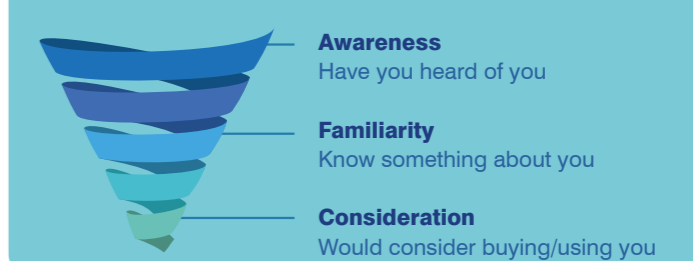 Awareness
Have you heard of you
Familiarity
Know something about you
Consideration
Would consider buying/using you